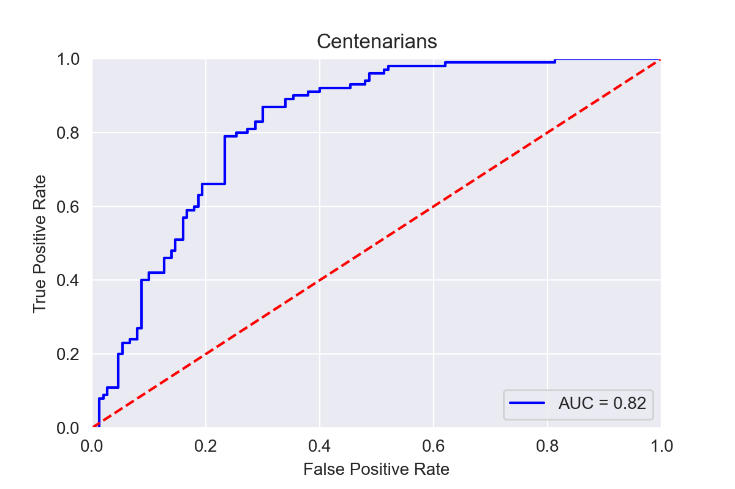 Centenarians
1.0
0.8
0.6
0.4
0.2
0.0
True Positive Rate
AUC = 0.82
0.0 0.2 0.4 0.6 0.8 1.0
False Positive Rate